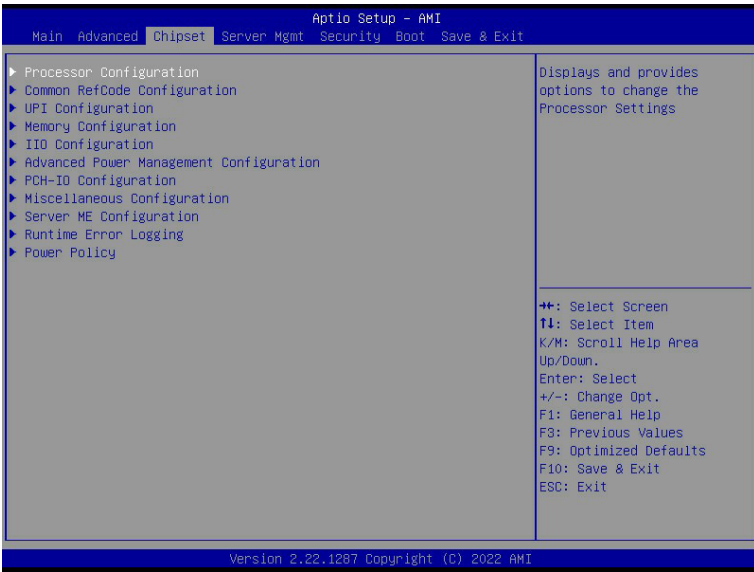 Aptio Setup – AMI
Main Advanced Chipset Server Mgmt Security Boot Save & Exit
▶ Processor Configuration
▶ Common RefCode Configuration
▶ UPI Configuration
▶ Memory Configuration
▶ IIO Configuration
▶ Advanced Power Management Configuration
▶ PCH-IO Configuration
▶ Miscellaneous Configuration
▶ Server ME Configuration
▶ Runtime Error Logging
▶ Power Policy
Displays and provides
options to change the
Processor Settings
→←: Select Screen
↑↓: Select Item
K/M: Scroll Help Area
Up/Down.
Enter: Select
+/-: Change Opt.
F1: General Help
F3: Previous Values
F9: Optimized Defaults
F10: Save & Exit
ESC: Exit
Version 2.22.1287 Copyright (C) 2022 AMI